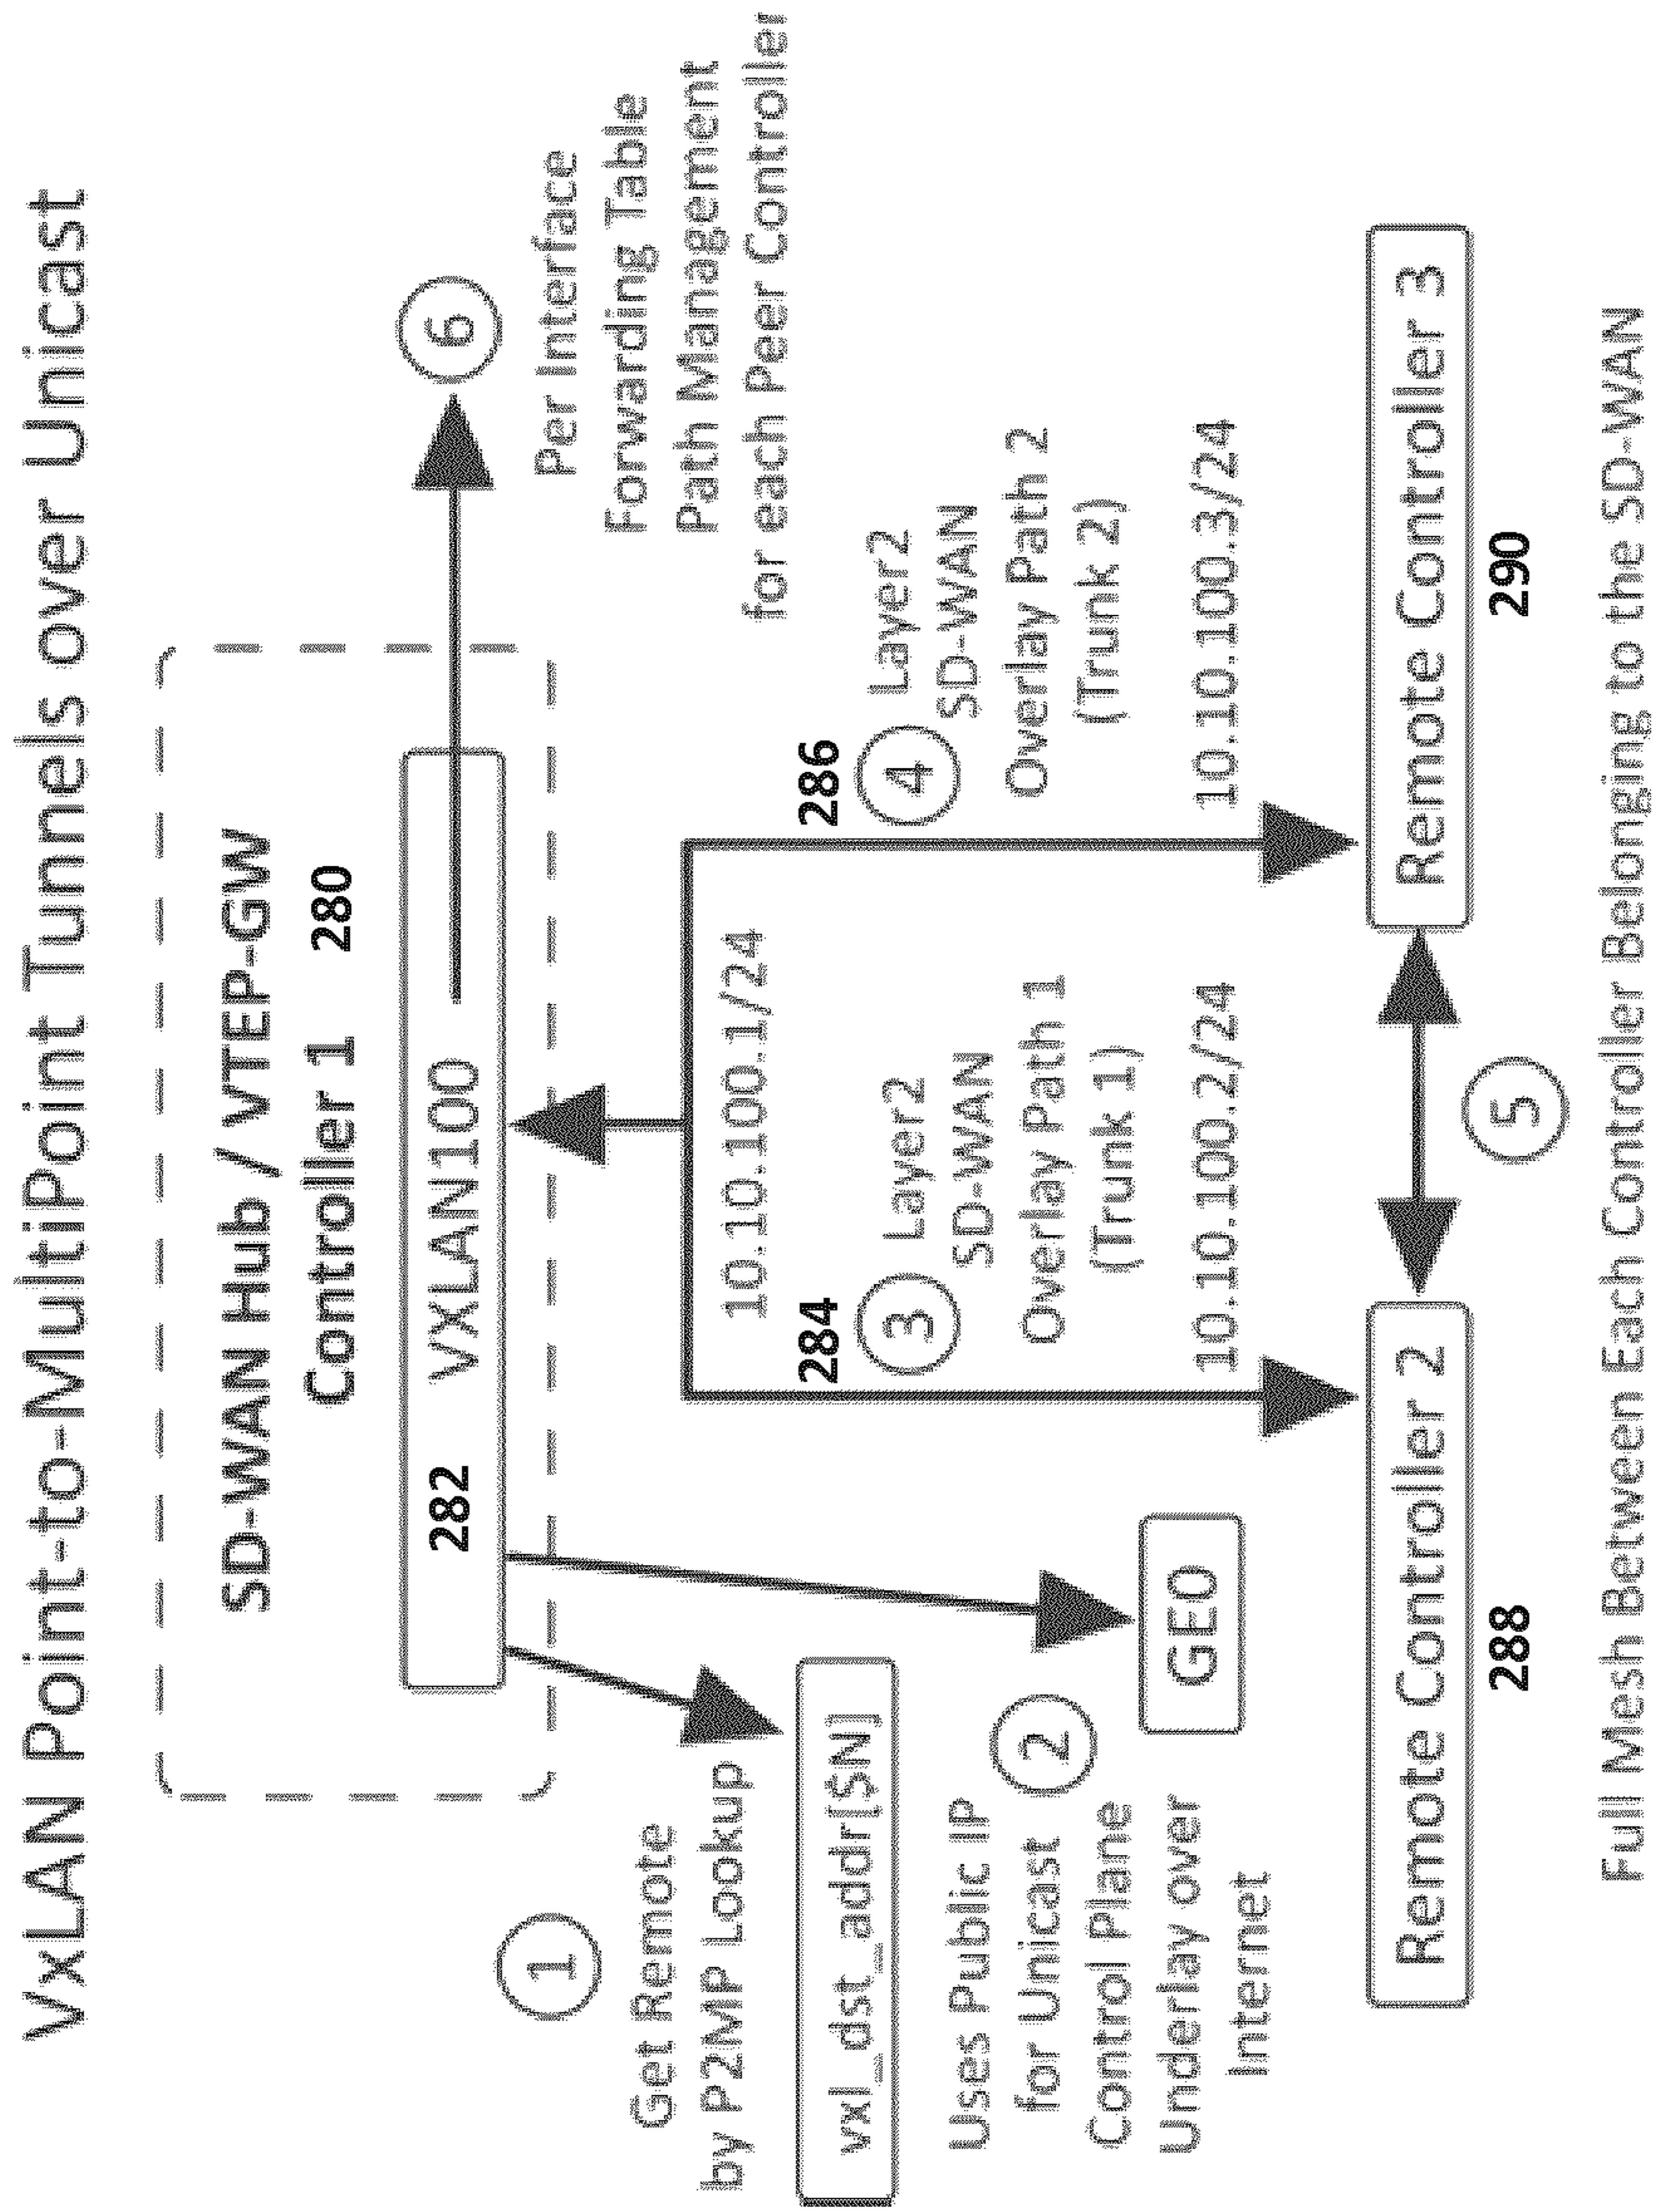 VxLAN Point-to-MultiPoint Tunnels over Unicast
SD-WAN Hub / VTEP-GW
Controller 1 280
282 VXLAN100
6
Per Interface
Forwarding Table
Path Management
for each Per Controller
1
Get Remote
by P2MP Lookup
vxl_dst_addr[SN]
Uses Public IP
for Unicast 2
Control Plane
Underlay over
Internet
GE0
10.10.100.1/24
284
3 Layer2
SD-WAN
Overlay Path 1
(Trunk 1)
10.10.100.2/24
286
4 Layer2
SD-WAN
Overlay Path 2
(Trunk 2)
10.10.100.3/24
Remote Controller 2
288
5
Remote Controller 3
290
Full Mesh Between Each Controller Belonging to the SD-WAN